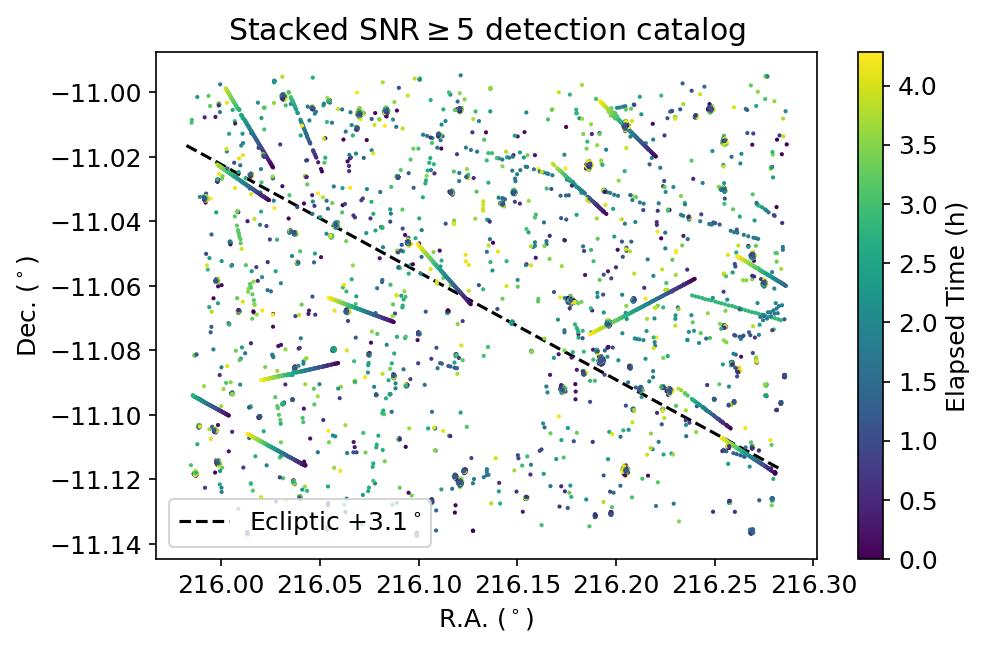 Stacked SNR ≥ 5 detection catalog
Dec. (°)
−11.00
−11.02
−11.04
−11.06
−11.08
−11.10
−11.12
−11.14
Ecliptic +3.1°
216.00 216.05 216.10 216.15 216.20 216.25 216.30
R.A. (°)
4.0
3.5
3.0
2.5
2.0
1.5
1.0
0.5
0.0
Elapsed Time (h)